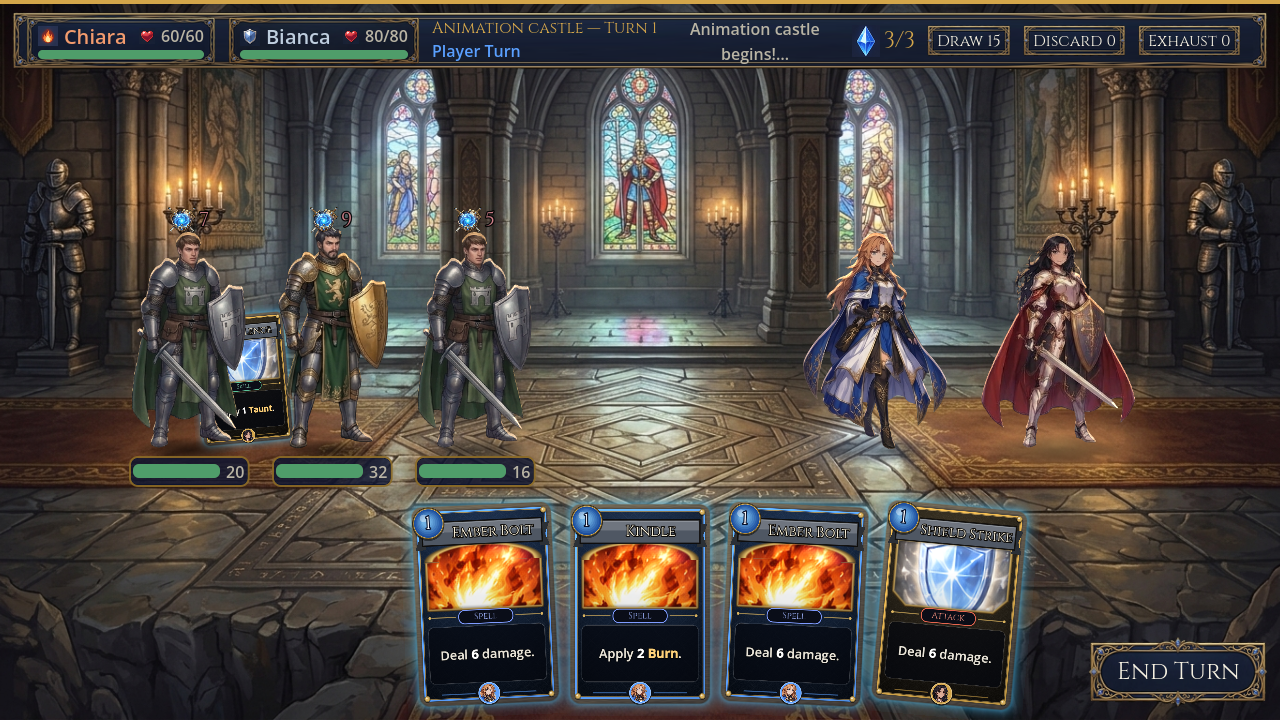 Chiara 60/60
Bianca 80/80
Animation castle — Turn 1
Player Turn
Animation castle
begins!...
3/3
Draw 15
Discard 0
Exhaust 0
7
9
5
Spell
1 Taunt.
20
32
16
1
Ember Bolt
Spell
Deal 6 damage.
1
Kindle
Spell
Apply 2 Burn.
1
Ember Bolt
Spell
Deal 6 damage.
1
Shield Strike
Attack
Deal 6 damage.
End Turn